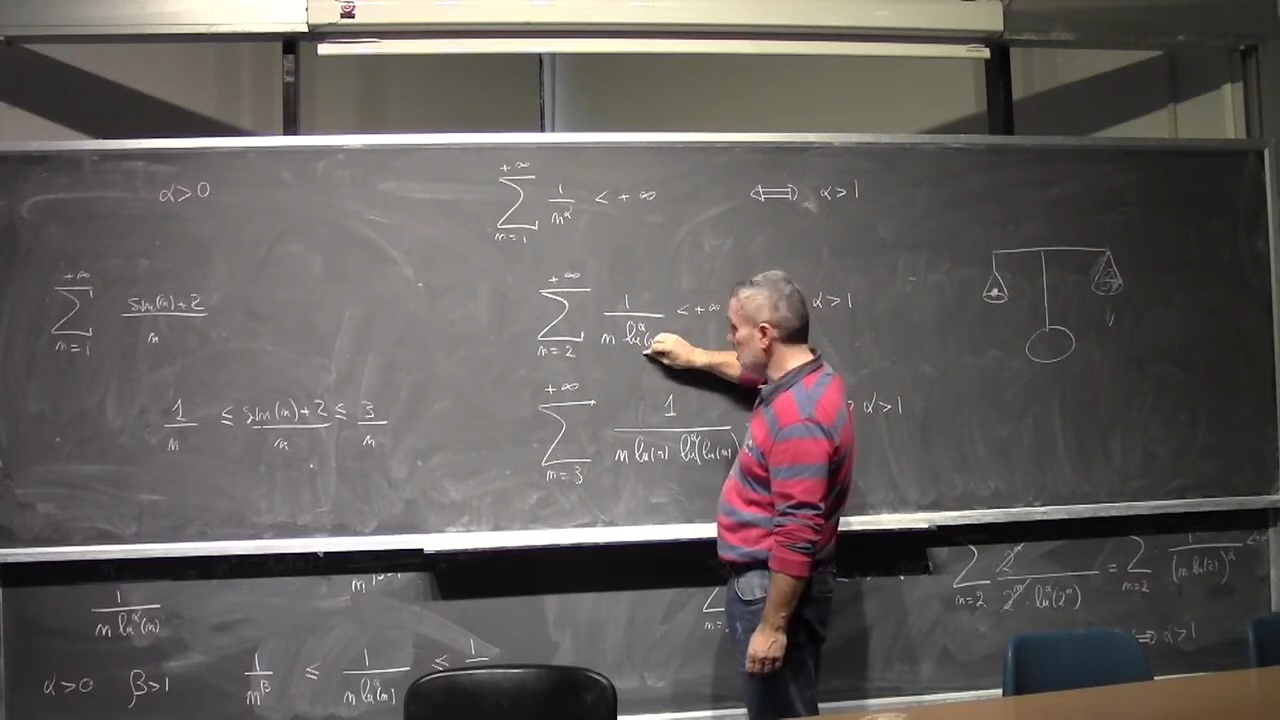 α>0
+∞
∑ 1/n^α < +∞ ⟺ α>1
n=1
+∞
∑ sin(n)+2 / n
n=1
+∞
∑ 1 / n ln^α(n < +∞ α>1
n=2
1/n ≤ sin(n)+2 / n ≤ 3/n
+∞
∑ 1 / n ln(n) ln^α(ln(n)) α>1
n=3
1 / n ln^α(n)
∑ 2^n / 2^n · ln^α(2^n) = ∑ 1 / (n ln(2))^α <+∞
n=2 n=2
⟹ α>1
α>0 β>1 1/n^β ≤ 1 / n ln^α(n) ≤ 1